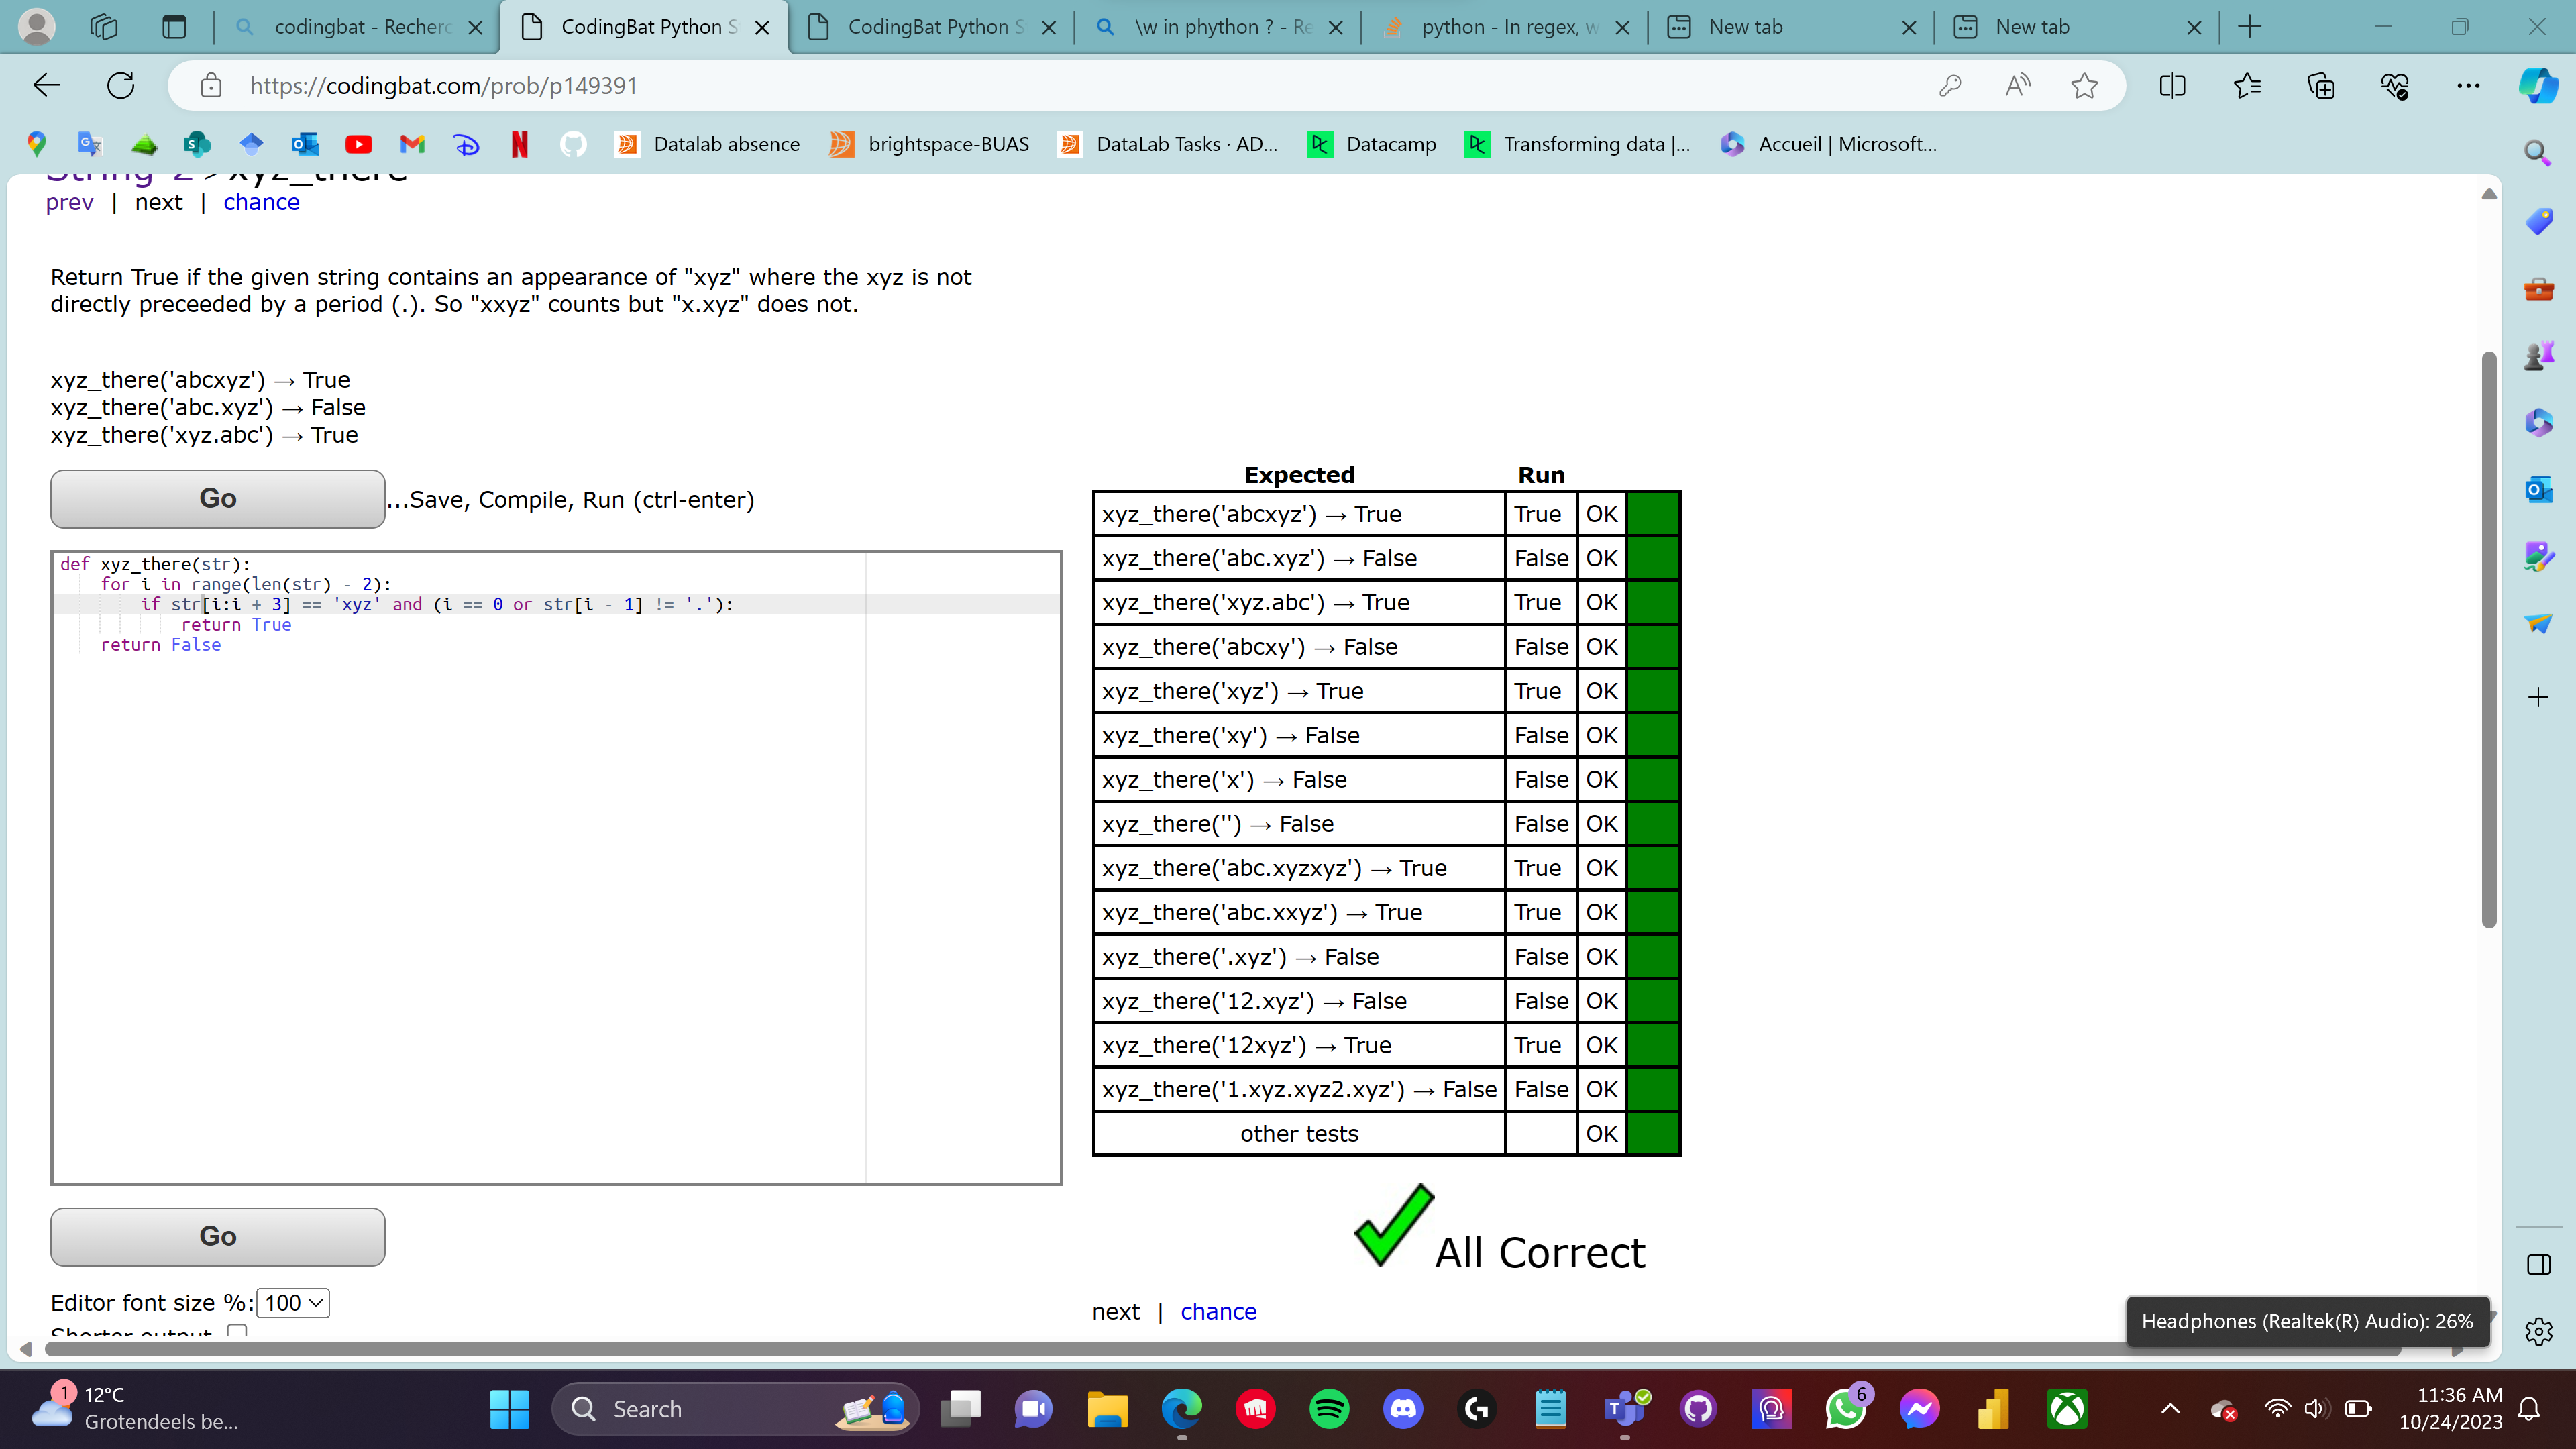 codingbat - Recherc
CodingBat Python S
CodingBat Python S
\w in phython ? - Re
python - In regex, w
New tab
New tab
https://codingbat.com/prob/p149391
Datalab absence
brightspace-BUAS
DataLab Tasks · AD...
Datacamp
Transforming data |...
Accueil | Microsoft...
String-2 > xyz_there
prev | next | chance
Return True if the given string contains an appearance of "xyz" where the xyz is not
directly preceeded by a period (.). So "xxyz" counts but "x.xyz" does not.
xyz_there('abcxyz') → True
xyz_there('abc.xyz') → False
xyz_there('xyz.abc') → True
Go
...Save, Compile, Run (ctrl-enter)
def xyz_there(str):
    for i in range(len(str) - 2):
        if str[i:i + 3] == 'xyz' and (i == 0 or str[i - 1] != '.'):
            return True
    return False
Expected Run
xyz_there('abcxyz') → True True OK
xyz_there('abc.xyz') → False False OK
xyz_there('xyz.abc') → True True OK
xyz_there('abcxy') → False False OK
xyz_there('xyz') → True True OK
xyz_there('xy') → False False OK
xyz_there('x') → False False OK
xyz_there('') → False False OK
xyz_there('abc.xyzxyz') → True True OK
xyz_there('abc.xxyz') → True True OK
xyz_there('.xyz') → False False OK
xyz_there('12.xyz') → False False OK
xyz_there('12xyz') → True True OK
xyz_there('1.xyz.xyz2.xyz') → False False OK
other tests OK
All Correct
next | chance
Go
Editor font size %: 100
Shorter output
Headphones (Realtek(R) Audio): 26%
1
12°C
Grotendeels be...
Search
6
11:36 AM
10/24/2023